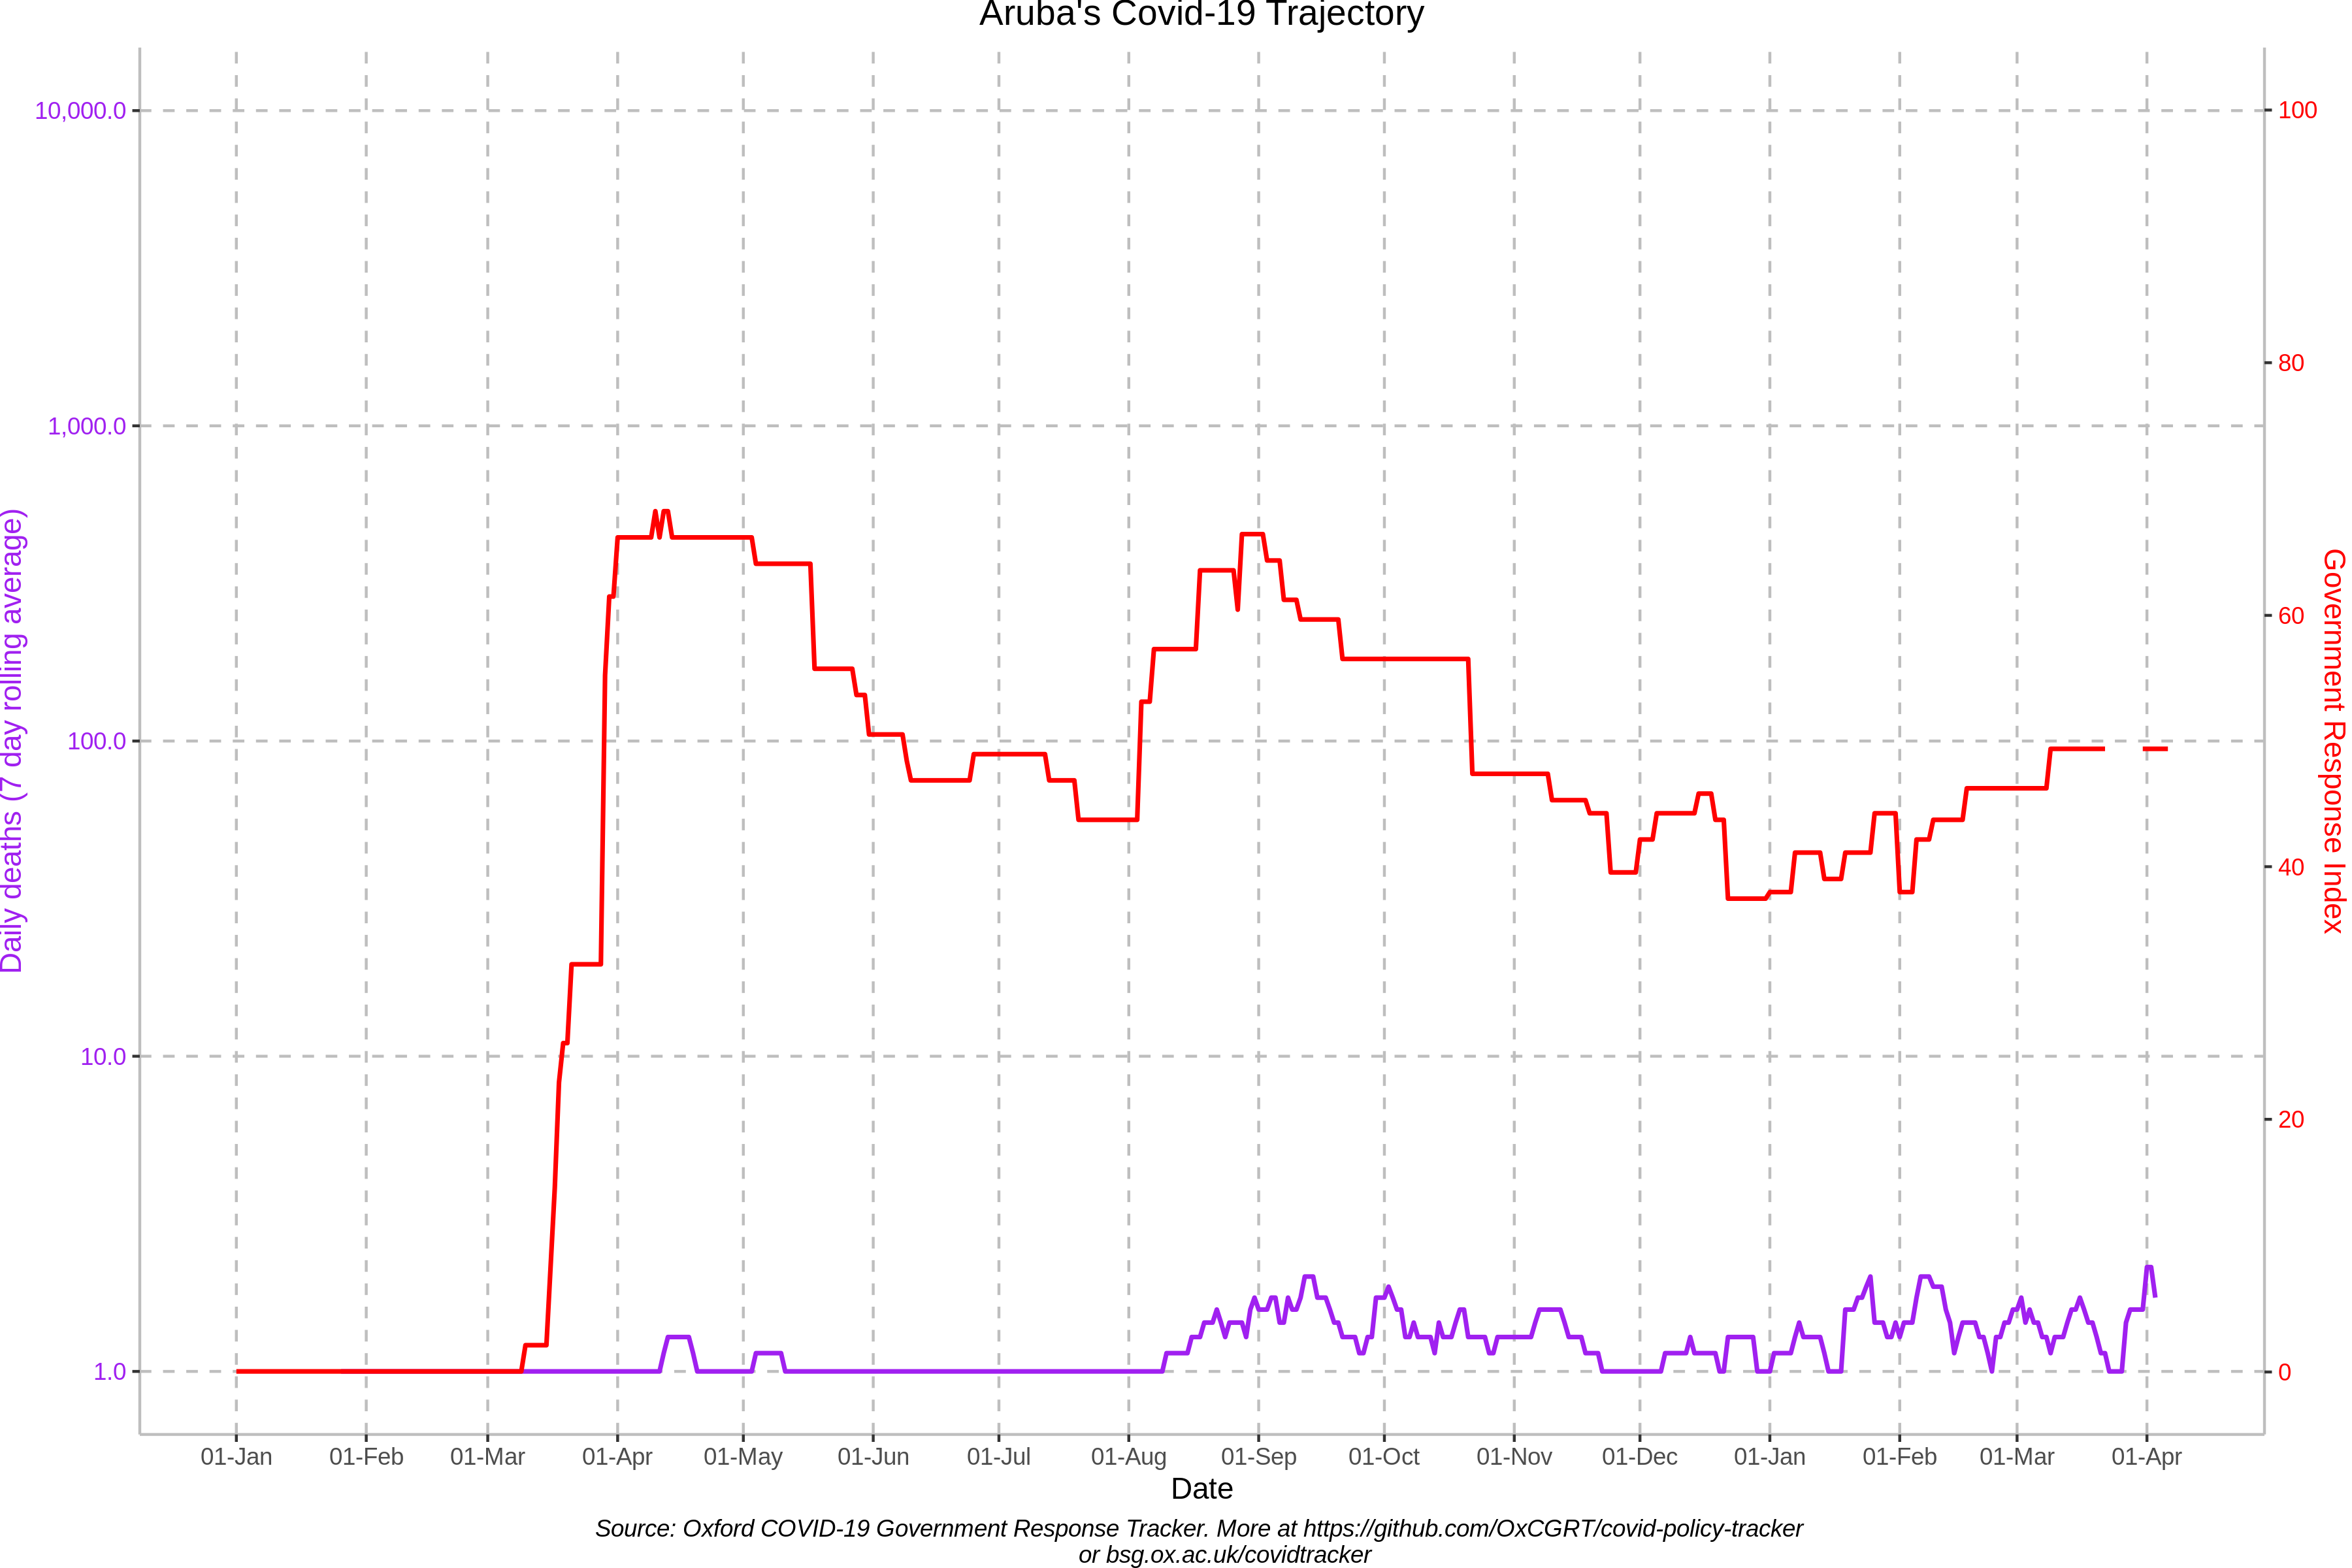 Aruba's Covid-19 Trajectory
10,000.0
1,000.0
100.0
10.0
1.0
Daily deaths (7 day rolling average)
100
80
60
40
20
0
Government Response Index
01-Jan 01-Feb 01-Mar 01-Apr 01-May 01-Jun 01-Jul 01-Aug 01-Sep 01-Oct 01-Nov 01-Dec 01-Jan 01-Feb 01-Mar 01-Apr
Date
Source: Oxford COVID-19 Government Response Tracker. More at https://github.com/OxCGRT/covid-policy-tracker
or bsg.ox.ac.uk/covidtracker